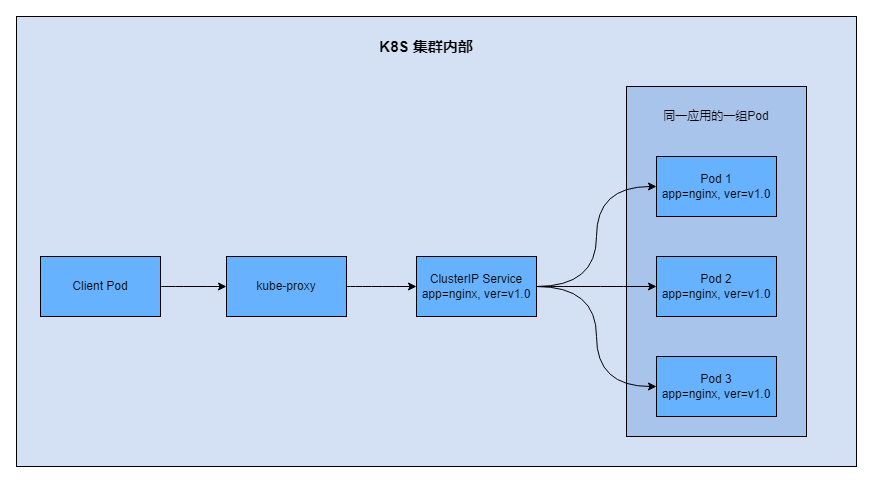 K8S 集群内部
同一应用的一组Pod
Pod 1
app=nginx, ver=v1.0
Client Pod
kube-proxy
ClusterIP Service
app=nginx, ver=v1.0
Pod 2
app=nginx, ver=v1.0
Pod 3
app=nginx, ver=v1.0